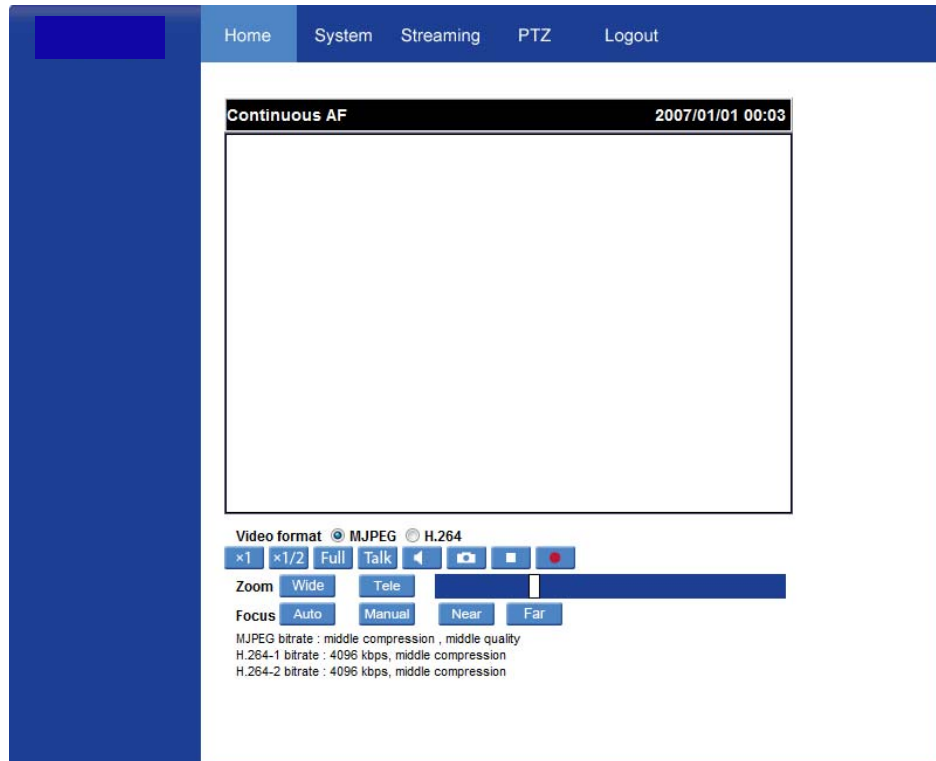 Home System Streaming PTZ Logout
Continuous AF 2007/01/01 00:03
Video format MJPEG H.264
×1 ×1/2 Full Talk
Zoom Wide Tele
Focus Auto Manual Near Far
MJPEG bitrate : middle compression , middle quality
H.264-1 bitrate : 4096 kbps, middle compression
H.264-2 bitrate : 4096 kbps, middle compression